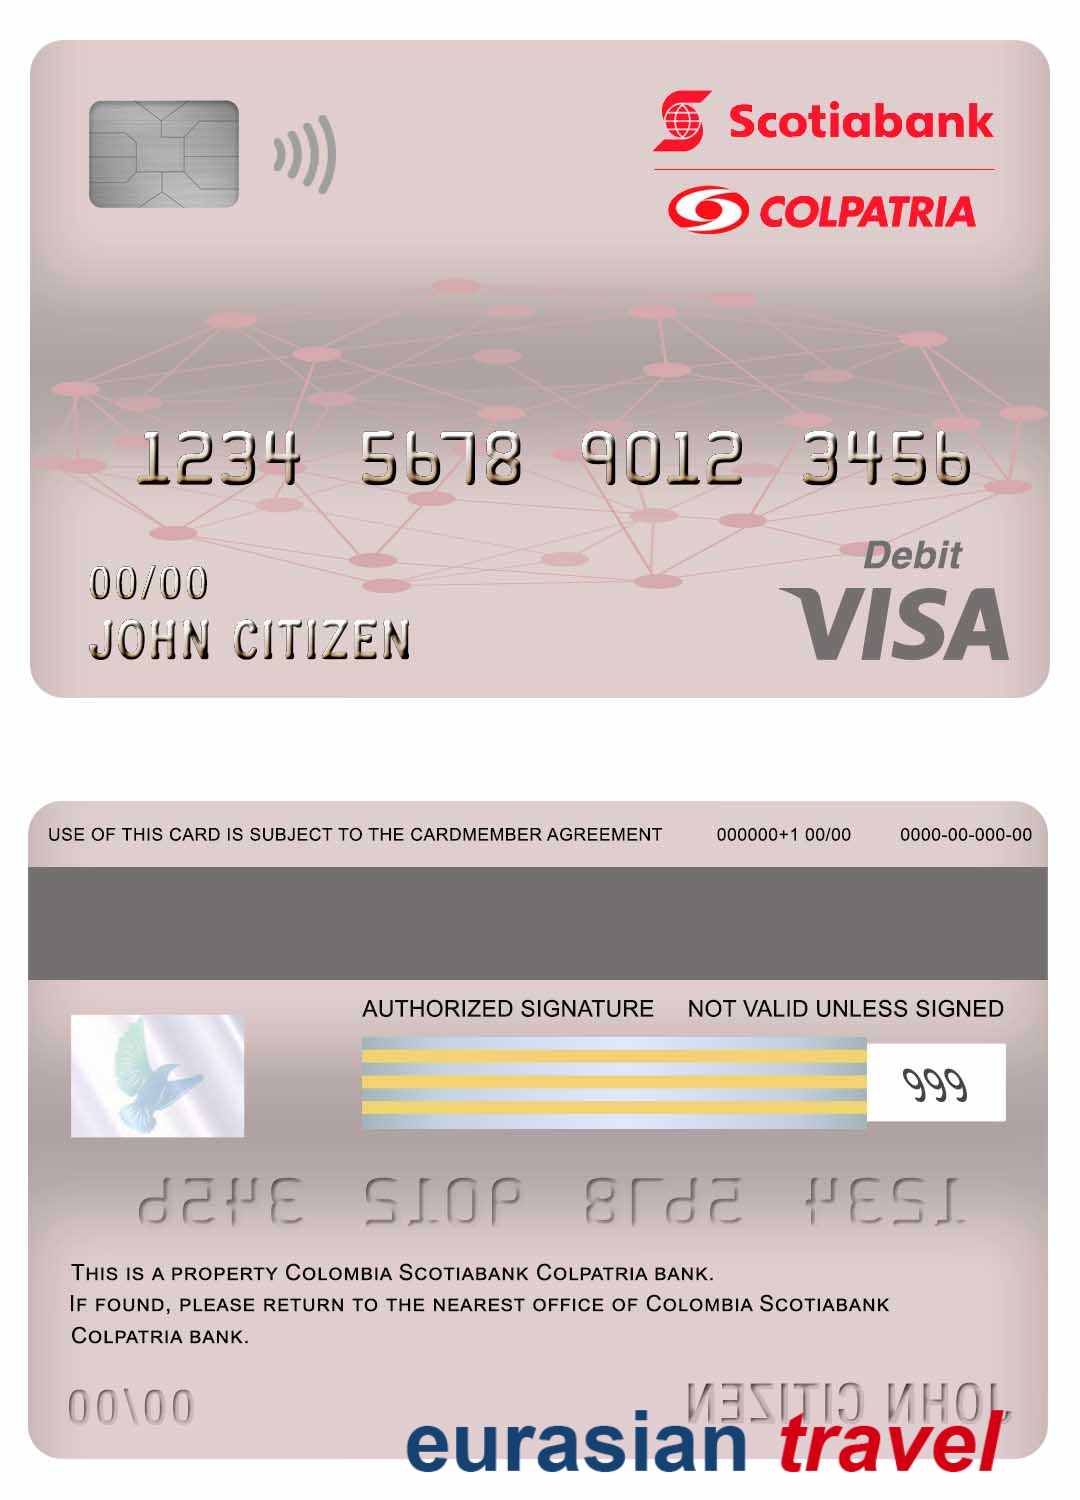 Scotiabank
COLPATRIA
1234 5678 9012 3456
Debit
00/00
VISA
JOHN CITIZEN
USE OF THIS CARD IS SUBJECT TO THE CARDMEMBER AGREEMENT 000000+1 00/00 0000-00-000-00
AUTHORIZED SIGNATURE NOT VALID UNLESS SIGNED
999
1234 5678 9012 3456
THIS IS A PROPERTY COLOMBIA SCOTIABANK COLPATRIA BANK.
IF FOUND, PLEASE RETURN TO THE NEAREST OFFICE OF COLOMBIA SCOTIABANK
COLPATRIA BANK.
00/00 JOHN CITIZEN
eurasian travel